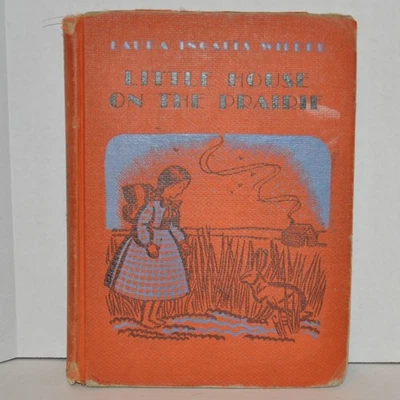 LAURA INGALLS WILDER
LITTLE HOUSE
ON THE PRAIRIE